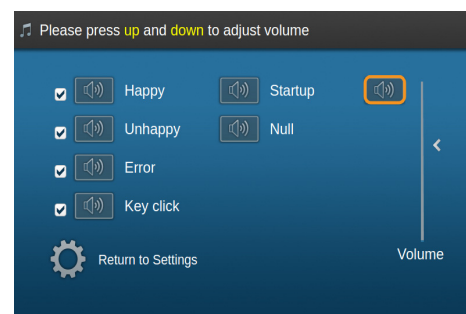 Please press up and down to adjust volume
Happy
Startup
Unhappy
Null
Error
Key click
Return to Settings
Volume